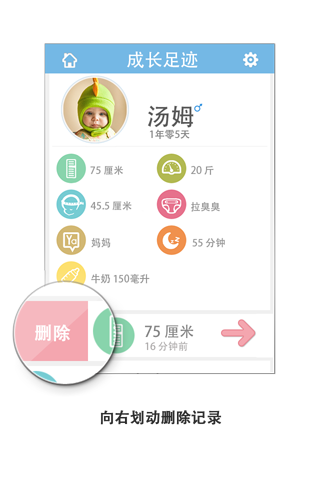 成长足迹
汤姆
1年零5天
75 厘米
20 斤
45.5 厘米
拉臭臭
Ya
妈妈
55 分钟
牛奶 150毫升
删除
75 厘米
16 分钟前
向右划动删除记录